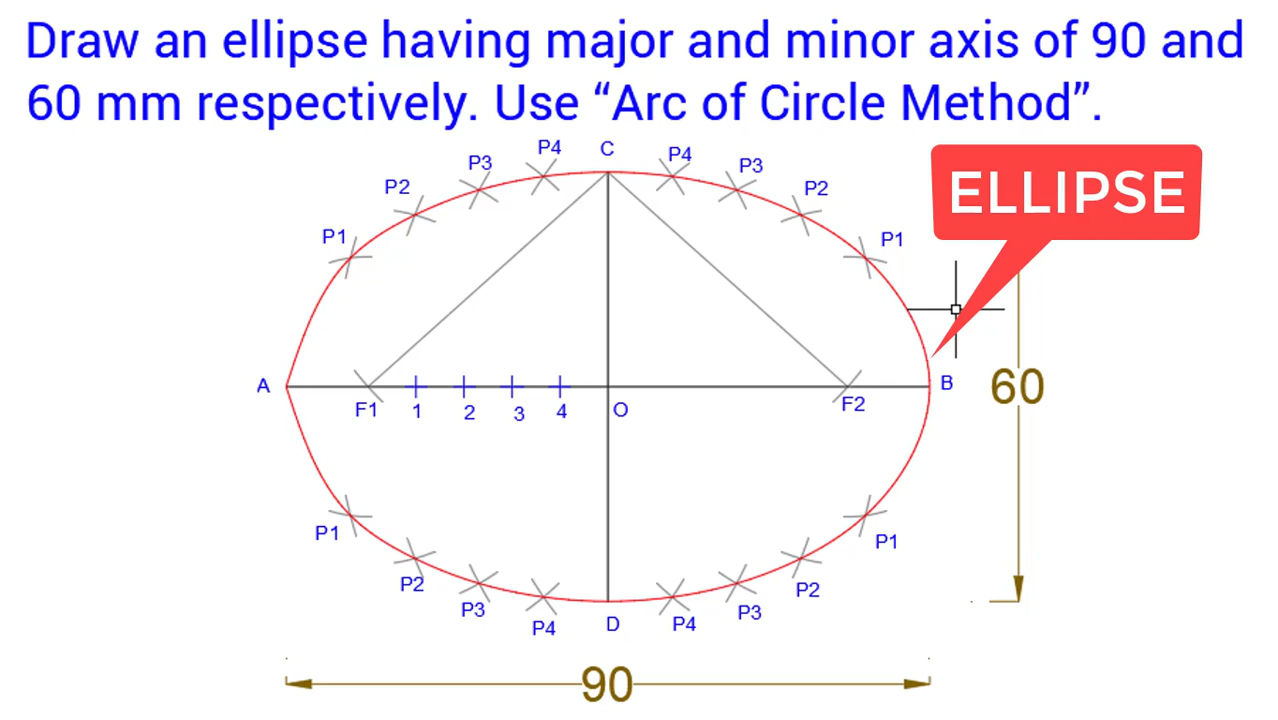 Draw an ellipse having major and minor axis of 90 and
60 mm respectively. Use “Arc of Circle Method”.
P3 P4 C P4 P3
P2 P2
ELLIPSE
P1 P1
A B
60
F1 1 2 3 4 O F2
P1 P1
P2 P2
P3 P4 D P4 P3
90